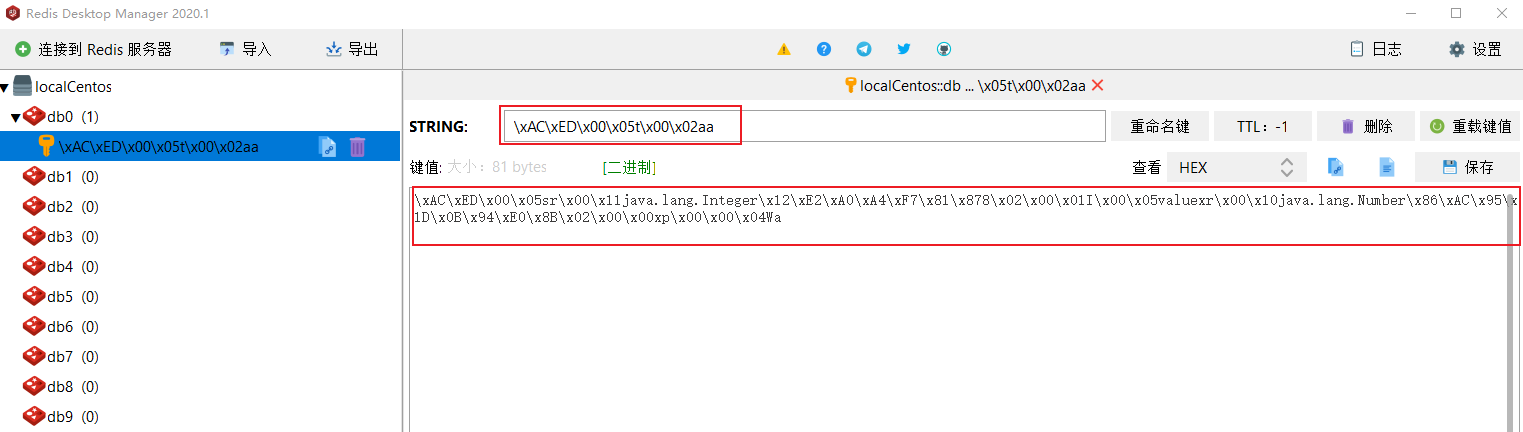 Redis Desktop Manager 2020.1
连接到 Redis 服务器 导入 导出 日志 设置
localCentos
localCentos::db ... \x05t\x00\x02aa
db0 (1)
STRING: \xAC\xED\x00\x05t\x00\x02aa 重命名键 TTL：-1 删除 重载键值
\xAC\xED\x00\x05t\x00\x02aa
键值: 大小：81 bytes [二进制] 查看 HEX 保存
db1 (0)
\xAC\xED\x00\x05sr\x00\x11java.lang.Integer\x12\xE2\xA0\xA4\xF7\x81\x878\x02\x00\x01I\x00\x05valuexr\x00\x10java.lang.Number\x86\xAC\x95\x
1D\x0B\x94\xE0\x8B\x02\x00\x00xp\x00\x00\x04Wa
db2 (0)
db3 (0)
db4 (0)
db5 (0)
db6 (0)
db7 (0)
db8 (0)
db9 (0)